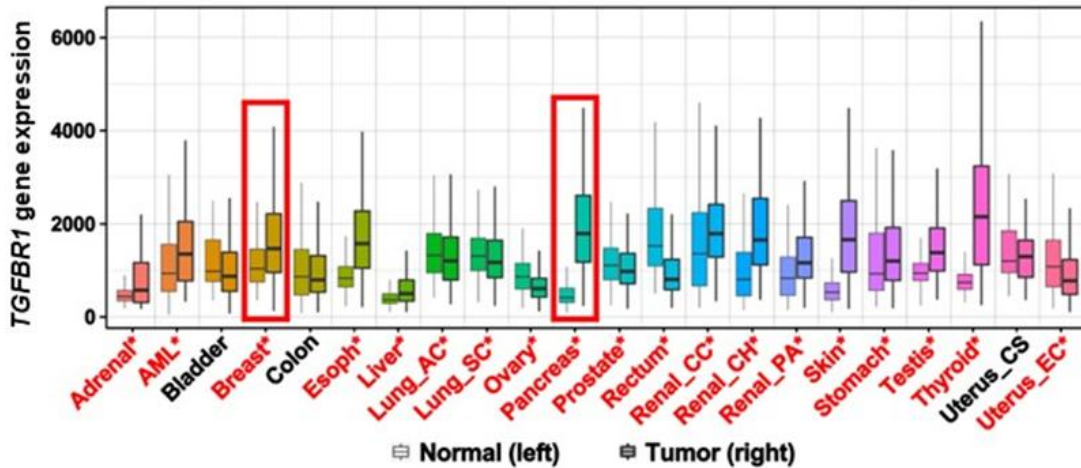 TGFBR1 gene expression
6000
4000
2000
0
Adrenal*
AML*
Bladder
Breast*
Colon
Esoph*
Liver*
Lung_AC*
Lung_SC*
Ovary*
Pancreas*
Prostate*
Rectum*
Renal_CC*
Renal_CH*
Renal_PA*
Skin*
Stomach*
Testis*
Thyroid*
Uterus_CS
Uterus_EC*
Normal (left)
Tumor (right)